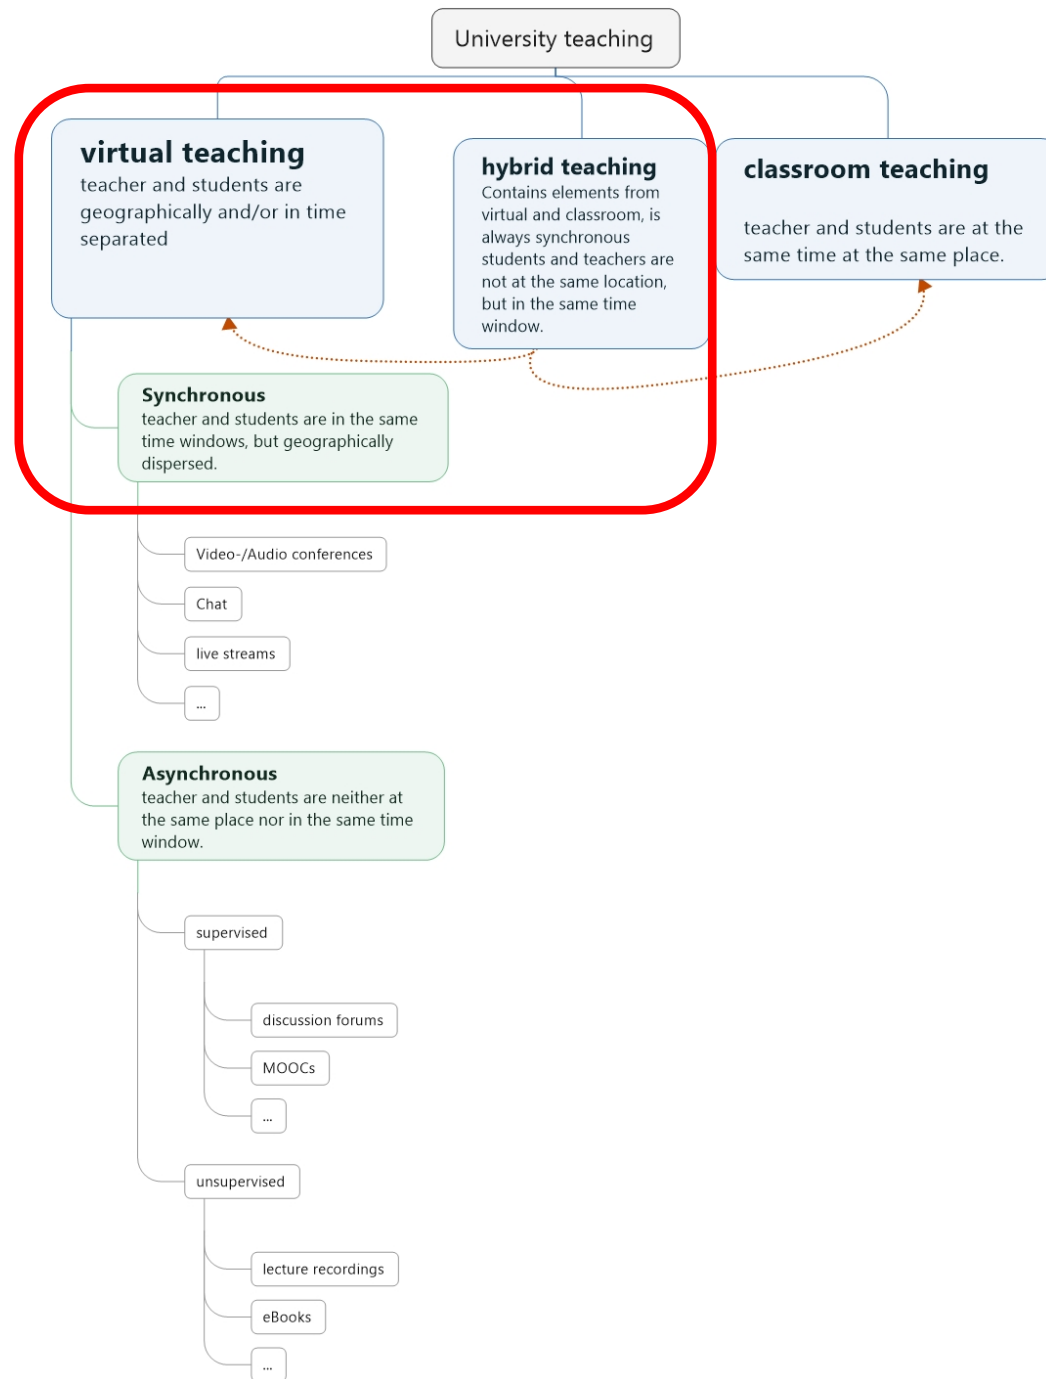 University teaching
virtual teaching
teacher and students are
geographically and/or in time
separated
hybrid teaching
Contains elements from
virtual and classroom, is
always synchronous
students and teachers are
not at the same location,
but in the same time
window.
classroom teaching
teacher and students are at the
same time at the same place.
Synchronous
teacher and students are in the same
time windows, but geographically
dispersed.
Video-/Audio conferences
Chat
live streams
...
Asynchronous
teacher and students are neither at
the same place nor in the same time
window.
supervised
discussion forums
MOOCs
...
unsupervised
lecture recordings
eBooks
...